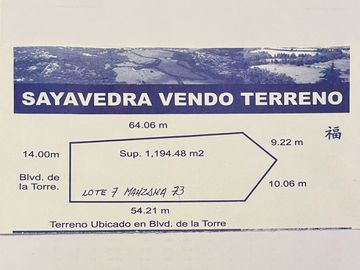 SAYAVEDRA VENDO TERRENO
64.06 m
福
9.22 m
14.00m
Sup. 1,194.48 m2
Blvd. de
la Torre.
10.06 m
LOTE 7 MANZANA 73
54.21 m
Terreno Ubicado en Blvd. de la Torre